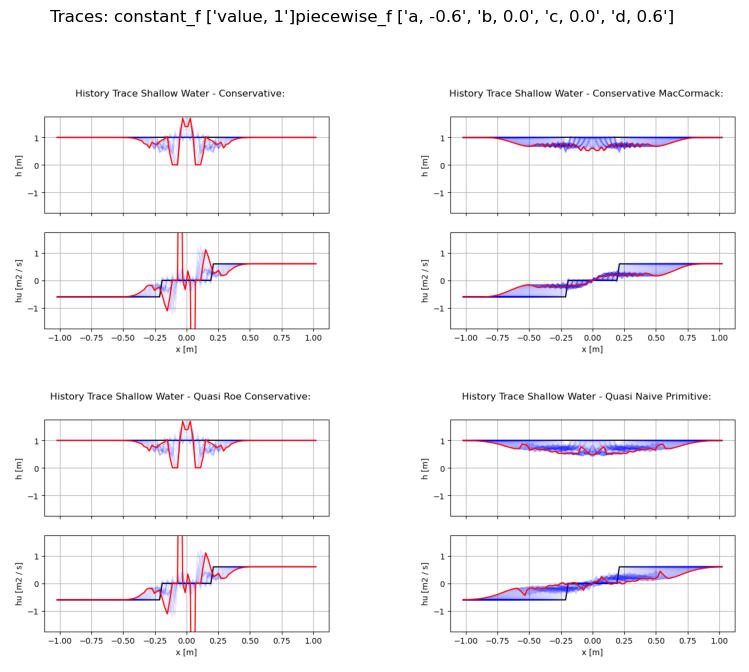 Traces: constant_f ['value, 1']piecewise_f ['a, -0.6', 'b, 0.0', 'c, 0.0', 'd, 0.6']
History Trace Shallow Water - Conservative:
1
0
−1
h [m]
1
0
−1
hu [m2 / s]
−1.00 −0.75 −0.50 −0.25 0.00 0.25 0.50 0.75 1.00
x [m]
History Trace Shallow Water - Conservative MacCormack:
1
0
−1
h [m]
1
0
−1
hu [m2 / s]
−1.00 −0.75 −0.50 −0.25 0.00 0.25 0.50 0.75 1.00
x [m]
History Trace Shallow Water - Quasi Roe Conservative:
1
0
−1
h [m]
1
0
−1
hu [m2 / s]
−1.00 −0.75 −0.50 −0.25 0.00 0.25 0.50 0.75 1.00
x [m]
History Trace Shallow Water - Quasi Naive Primitive:
1
0
−1
h [m]
1
0
−1
hu [m2 / s]
−1.00 −0.75 −0.50 −0.25 0.00 0.25 0.50 0.75 1.00
x [m]